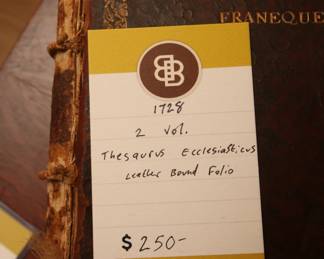 FRANEQUE
BB
1728
2 Vol.
Thesaurus Ecclesiasticus
Leather Bound Folio
$250-